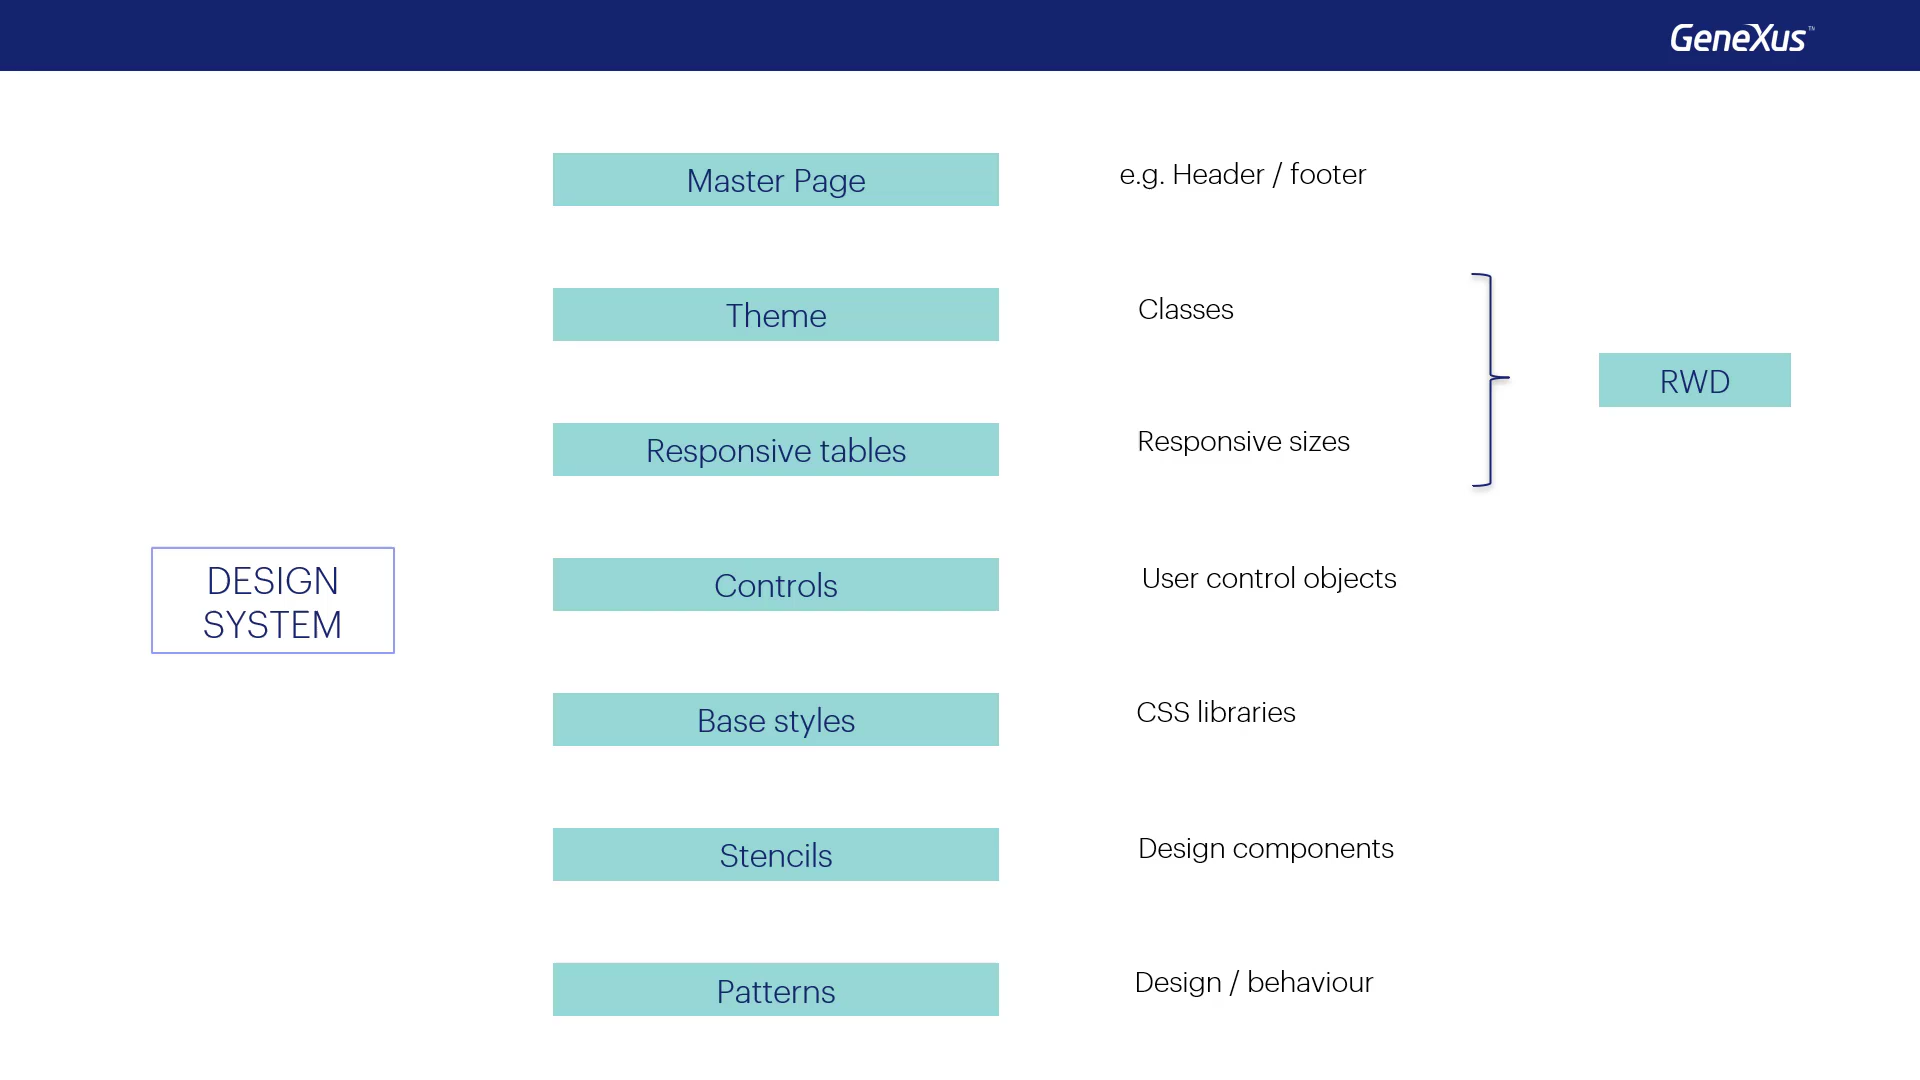 GeneXus™
Master Page
e.g. Header / footer
Theme
Classes
RWD
Responsive tables
Responsive sizes
DESIGN
SYSTEM
Controls
User control objects
Base styles
CSS libraries
Stencils
Design components
Patterns
Design / behaviour